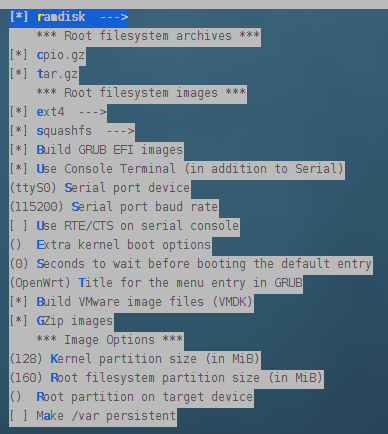 [*] ramdisk  --->
*** Root filesystem archives ***
[*] cpio.gz
[*] tar.gz
*** Root filesystem images ***
[*] ext4  --->
[*] squashfs  --->
[*] Build GRUB EFI images
[*] Use Console Terminal (in addition to Serial)
(ttyS0) Serial port device
(115200) Serial port baud rate
[ ] Use RTE/CTS on serial console
()  Extra kernel boot options
(0) Seconds to wait before booting the default entry
(OpenWrt) Title for the menu entry in GRUB
[*] Build VMware image files (VMDK)
[*] GZip images
*** Image Options ***
(128) Kernel partition size (in MiB)
(160) Root filesystem partition size (in MiB)
()  Root partition on target device
[ ] Make /var persistent